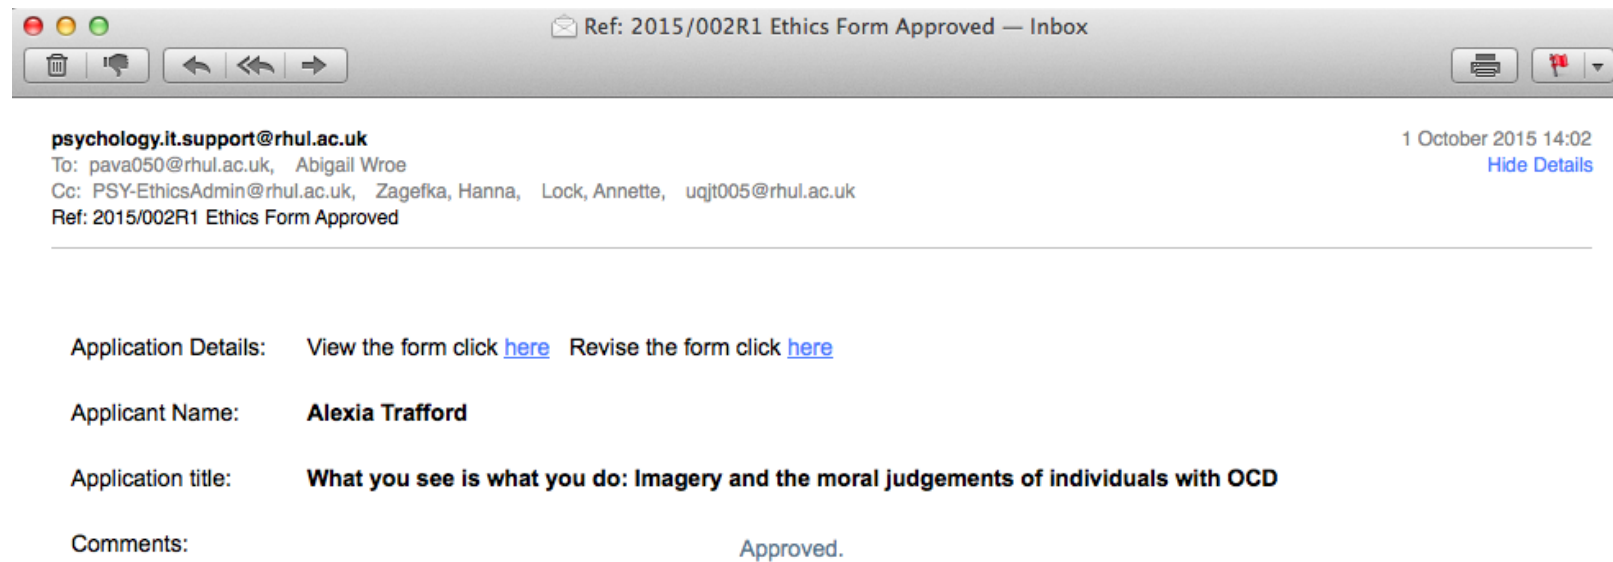 Ref: 2015/002R1 Ethics Form Approved — Inbox
psychology.it.support@rhul.ac.uk
1 October 2015 14:02
To: pava050@rhul.ac.uk, Abigail Wroe
Hide Details
Cc: PSY-EthicsAdmin@rhul.ac.uk, Zagefka, Hanna, Lock, Annette, uqjt005@rhul.ac.uk
Ref: 2015/002R1 Ethics Form Approved
Application Details: View the form click here Revise the form click here
Applicant Name: Alexia Trafford
Application title: What you see is what you do: Imagery and the moral judgements of individuals with OCD
Comments: Approved.